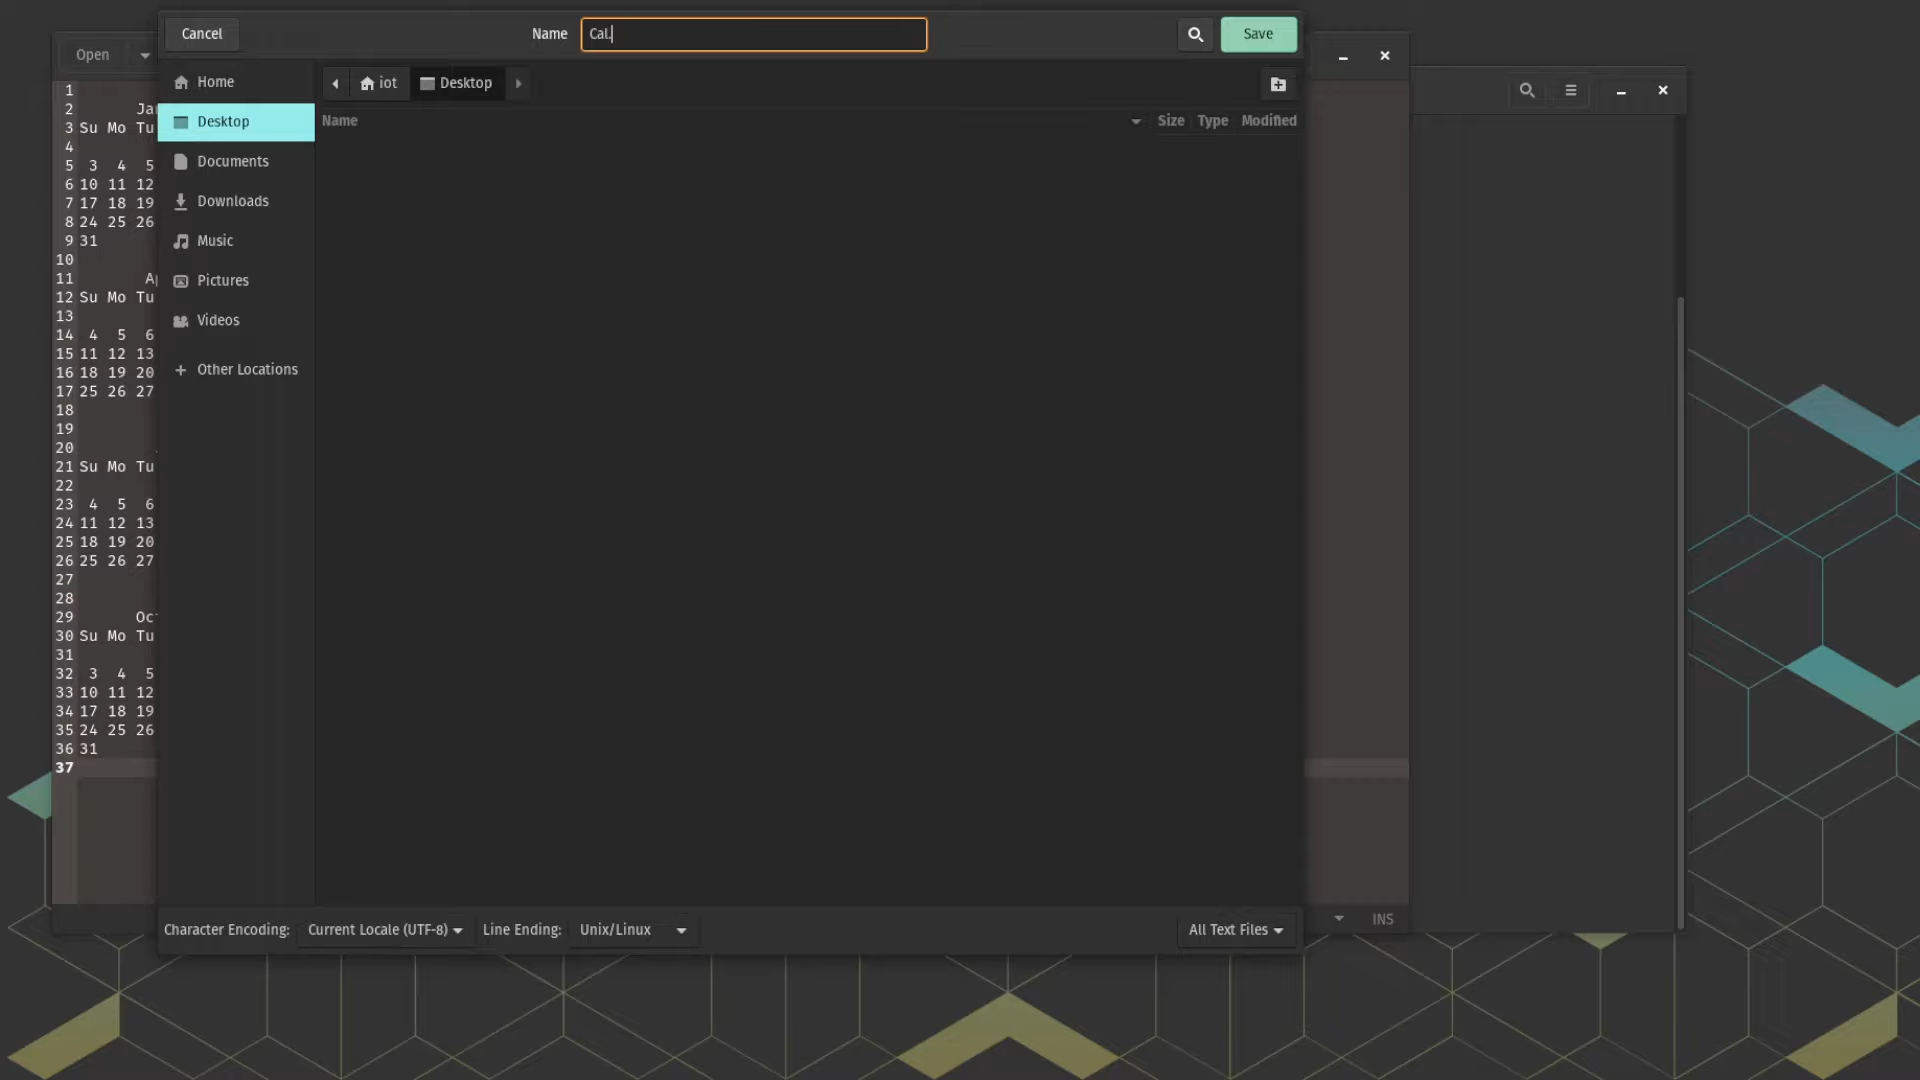 Cancel Name Cal. Save
Open
Home
Desktop
Documents
Downloads
Music
Pictures
Videos
Other Locations
iot Desktop
Name Size Type Modified
1
2 Jan
3 Su Mo Tu
4
5 3 4 5
6 10 11 12
7 17 18 19
8 24 25 26
9 31
10
11 Ap
12 Su Mo Tu
13
14 4 5 6
15 11 12 13
16 18 19 20
17 25 26 27
18
19
20
21 Su Mo Tu
22
23 4 5 6
24 11 12 13
25 18 19 20
26 25 26 27
27
28
29 Oc
30 Su Mo Tu
31
32 3 4 5
33 10 11 12
34 17 18 19
35 24 25 26
36 31
37
Character Encoding: Current Locale (UTF-8) Line Ending: Unix/Linux All Text Files
INS